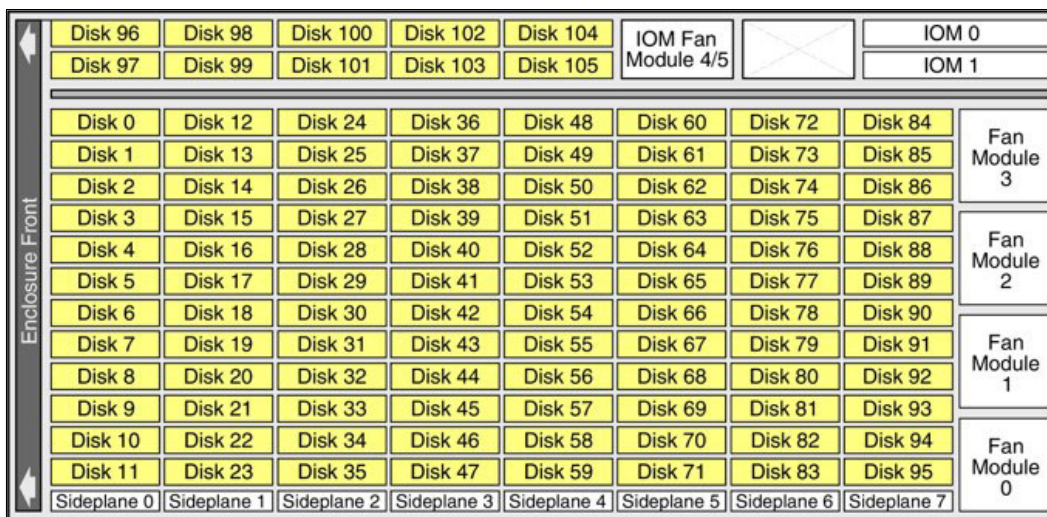 Disk 96 Disk 98 Disk 100 Disk 102 Disk 104 IOM Fan Module 4/5 IOM 0
Disk 97 Disk 99 Disk 101 Disk 103 Disk 105 IOM 1
Enclosure Front
Disk 0 Disk 12 Disk 24 Disk 36 Disk 48 Disk 60 Disk 72 Disk 84
Disk 1 Disk 13 Disk 25 Disk 37 Disk 49 Disk 61 Disk 73 Disk 85
Disk 2 Disk 14 Disk 26 Disk 38 Disk 50 Disk 62 Disk 74 Disk 86
Disk 3 Disk 15 Disk 27 Disk 39 Disk 51 Disk 63 Disk 75 Disk 87
Disk 4 Disk 16 Disk 28 Disk 40 Disk 52 Disk 64 Disk 76 Disk 88
Disk 5 Disk 17 Disk 29 Disk 41 Disk 53 Disk 65 Disk 77 Disk 89
Disk 6 Disk 18 Disk 30 Disk 42 Disk 54 Disk 66 Disk 78 Disk 90
Disk 7 Disk 19 Disk 31 Disk 43 Disk 55 Disk 67 Disk 79 Disk 91
Disk 8 Disk 20 Disk 32 Disk 44 Disk 56 Disk 68 Disk 80 Disk 92
Disk 9 Disk 21 Disk 33 Disk 45 Disk 57 Disk 69 Disk 81 Disk 93
Disk 10 Disk 22 Disk 34 Disk 46 Disk 58 Disk 70 Disk 82 Disk 94
Disk 11 Disk 23 Disk 35 Disk 47 Disk 59 Disk 71 Disk 83 Disk 95
Sideplane 0 Sideplane 1 Sideplane 2 Sideplane 3 Sideplane 4 Sideplane 5 Sideplane 6 Sideplane 7
Fan
Module
3
Fan
Module
2
Fan
Module
1
Fan
Module
0